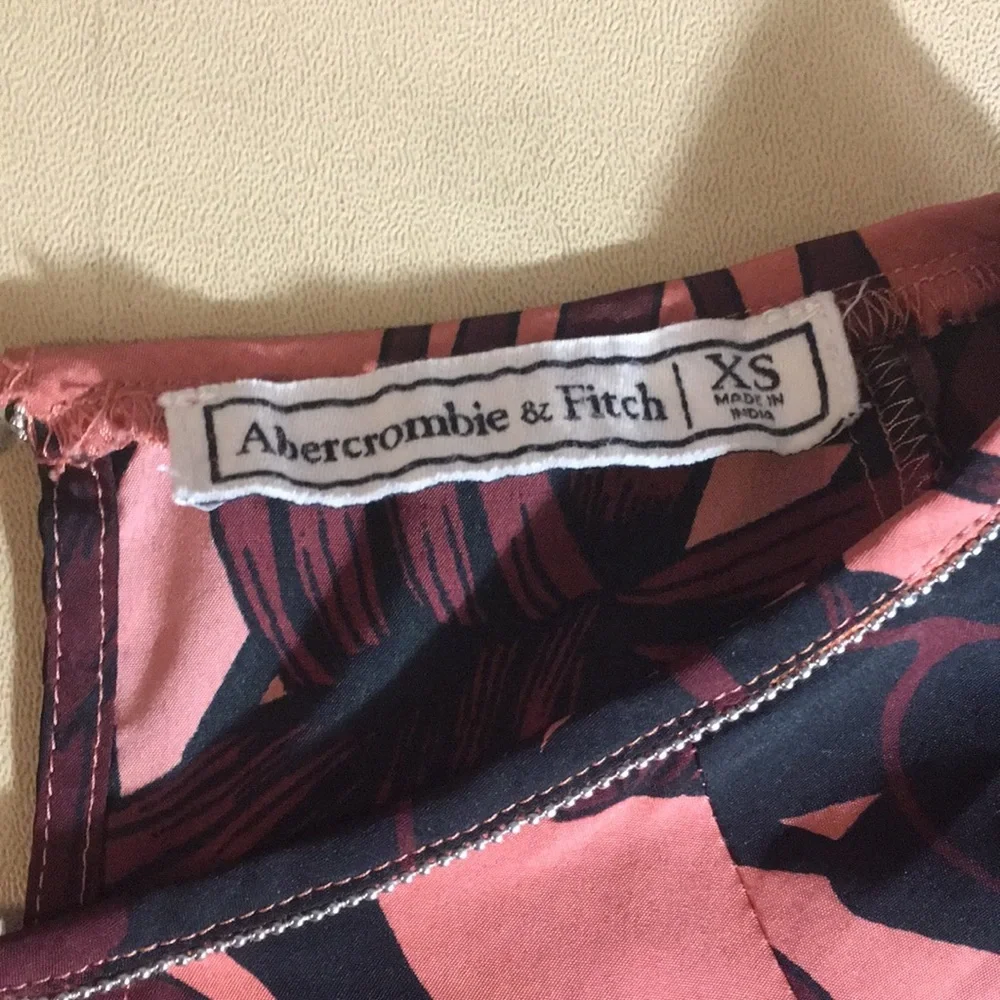 Abercrombie & Fitch | XS
MADE IN
INDIA